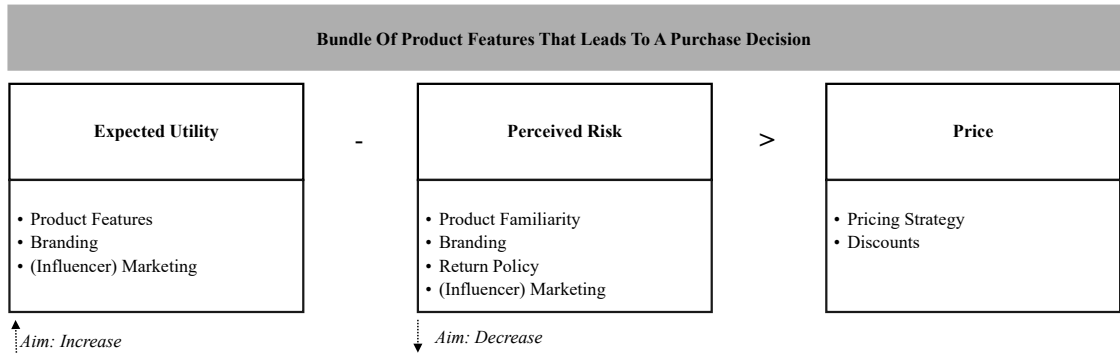 Bundle Of Product Features That Leads To A Purchase Decision
Expected Utility
-
Perceived Risk
>
Price
• Product Features
• Branding
• (Influencer) Marketing
• Product Familiarity
• Branding
• Return Policy
• (Influencer) Marketing
• Pricing Strategy
• Discounts
Aim: Increase
Aim: Decrease